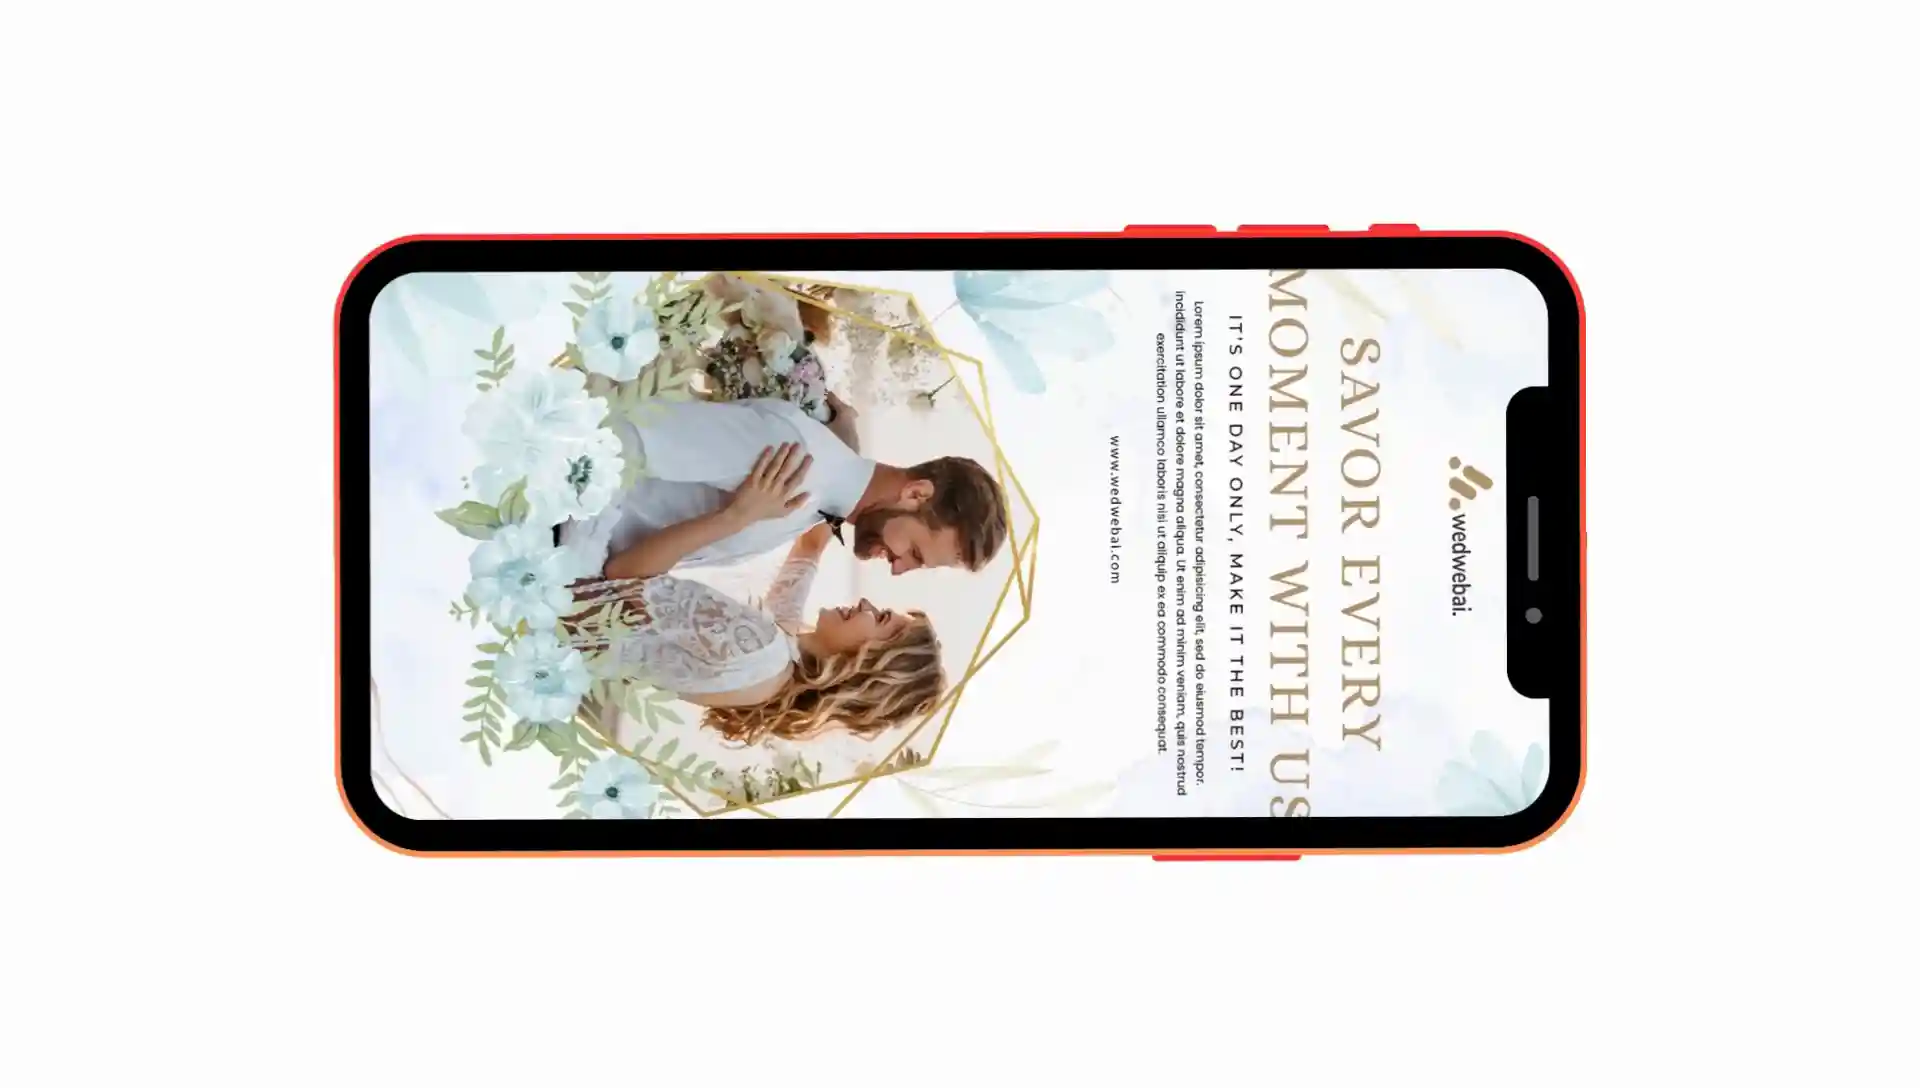 wedwebai.
SAVOR EVERY
MOMENT WITH US
IT'S ONE DAY ONLY, MAKE IT THE BEST!
Lorem ipsum dolor sit amet, consectetur adipisicing elit, sed do eiusmod tempor.
incididunt ut labore et dolore magna aliqua. Ut enim ad minim veniam, quis nostrud
exercitation ullamco laboris nisi ut aliquip ex ea commodo consequat.
www.wedwebai.com